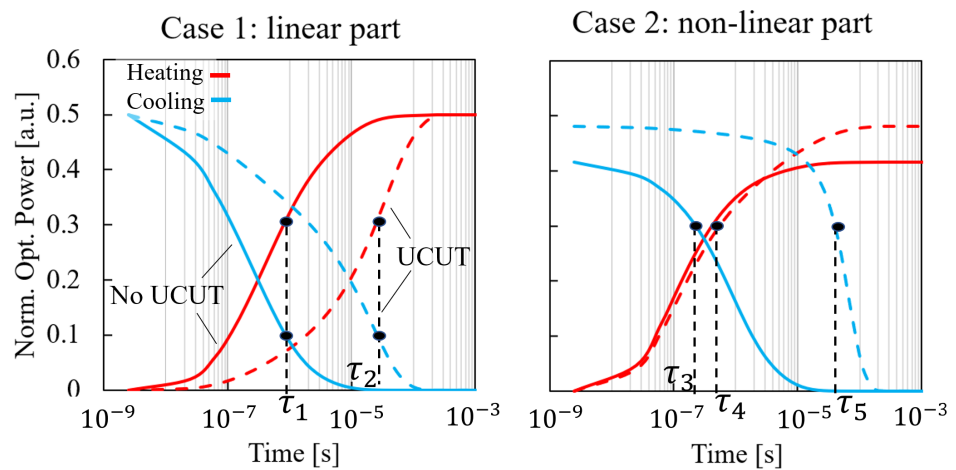 Case 1: linear part
Case 2: non-linear part
Norm. Opt. Power [a.u.]
0.6
0.5
0.4
0.3
0.2
0.1
0
Heating
Cooling
No UCUT
UCUT
τ₁
τ₂
10⁻⁹
10⁻⁷
10⁻⁵
10⁻³
Time [s]
τ₃
τ₄
τ₅
10⁻⁹
10⁻⁷
10⁻⁵
10⁻³
Time [s]